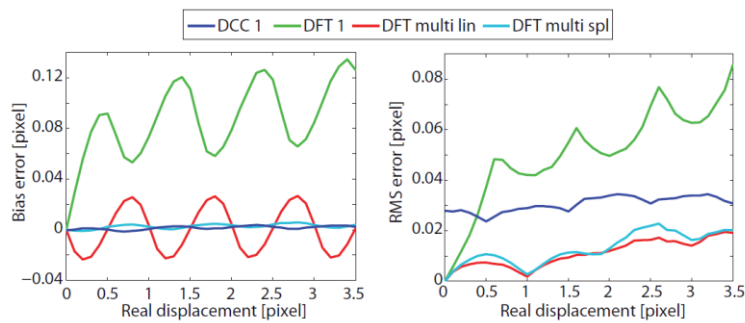 DCC 1 DFT 1 DFT multi lin DFT multi spl
Bias error [pixel]
0.12
0.08
0.04
0
−0.04
0 0.5 1 1.5 2 2.5 3 3.5
Real displacement [pixel]
RMS error [pixel]
0.08
0.06
0.04
0.02
0.0
0 0.5 1 1.5 2 2.5 3 3.5
Real displacement [pixel]